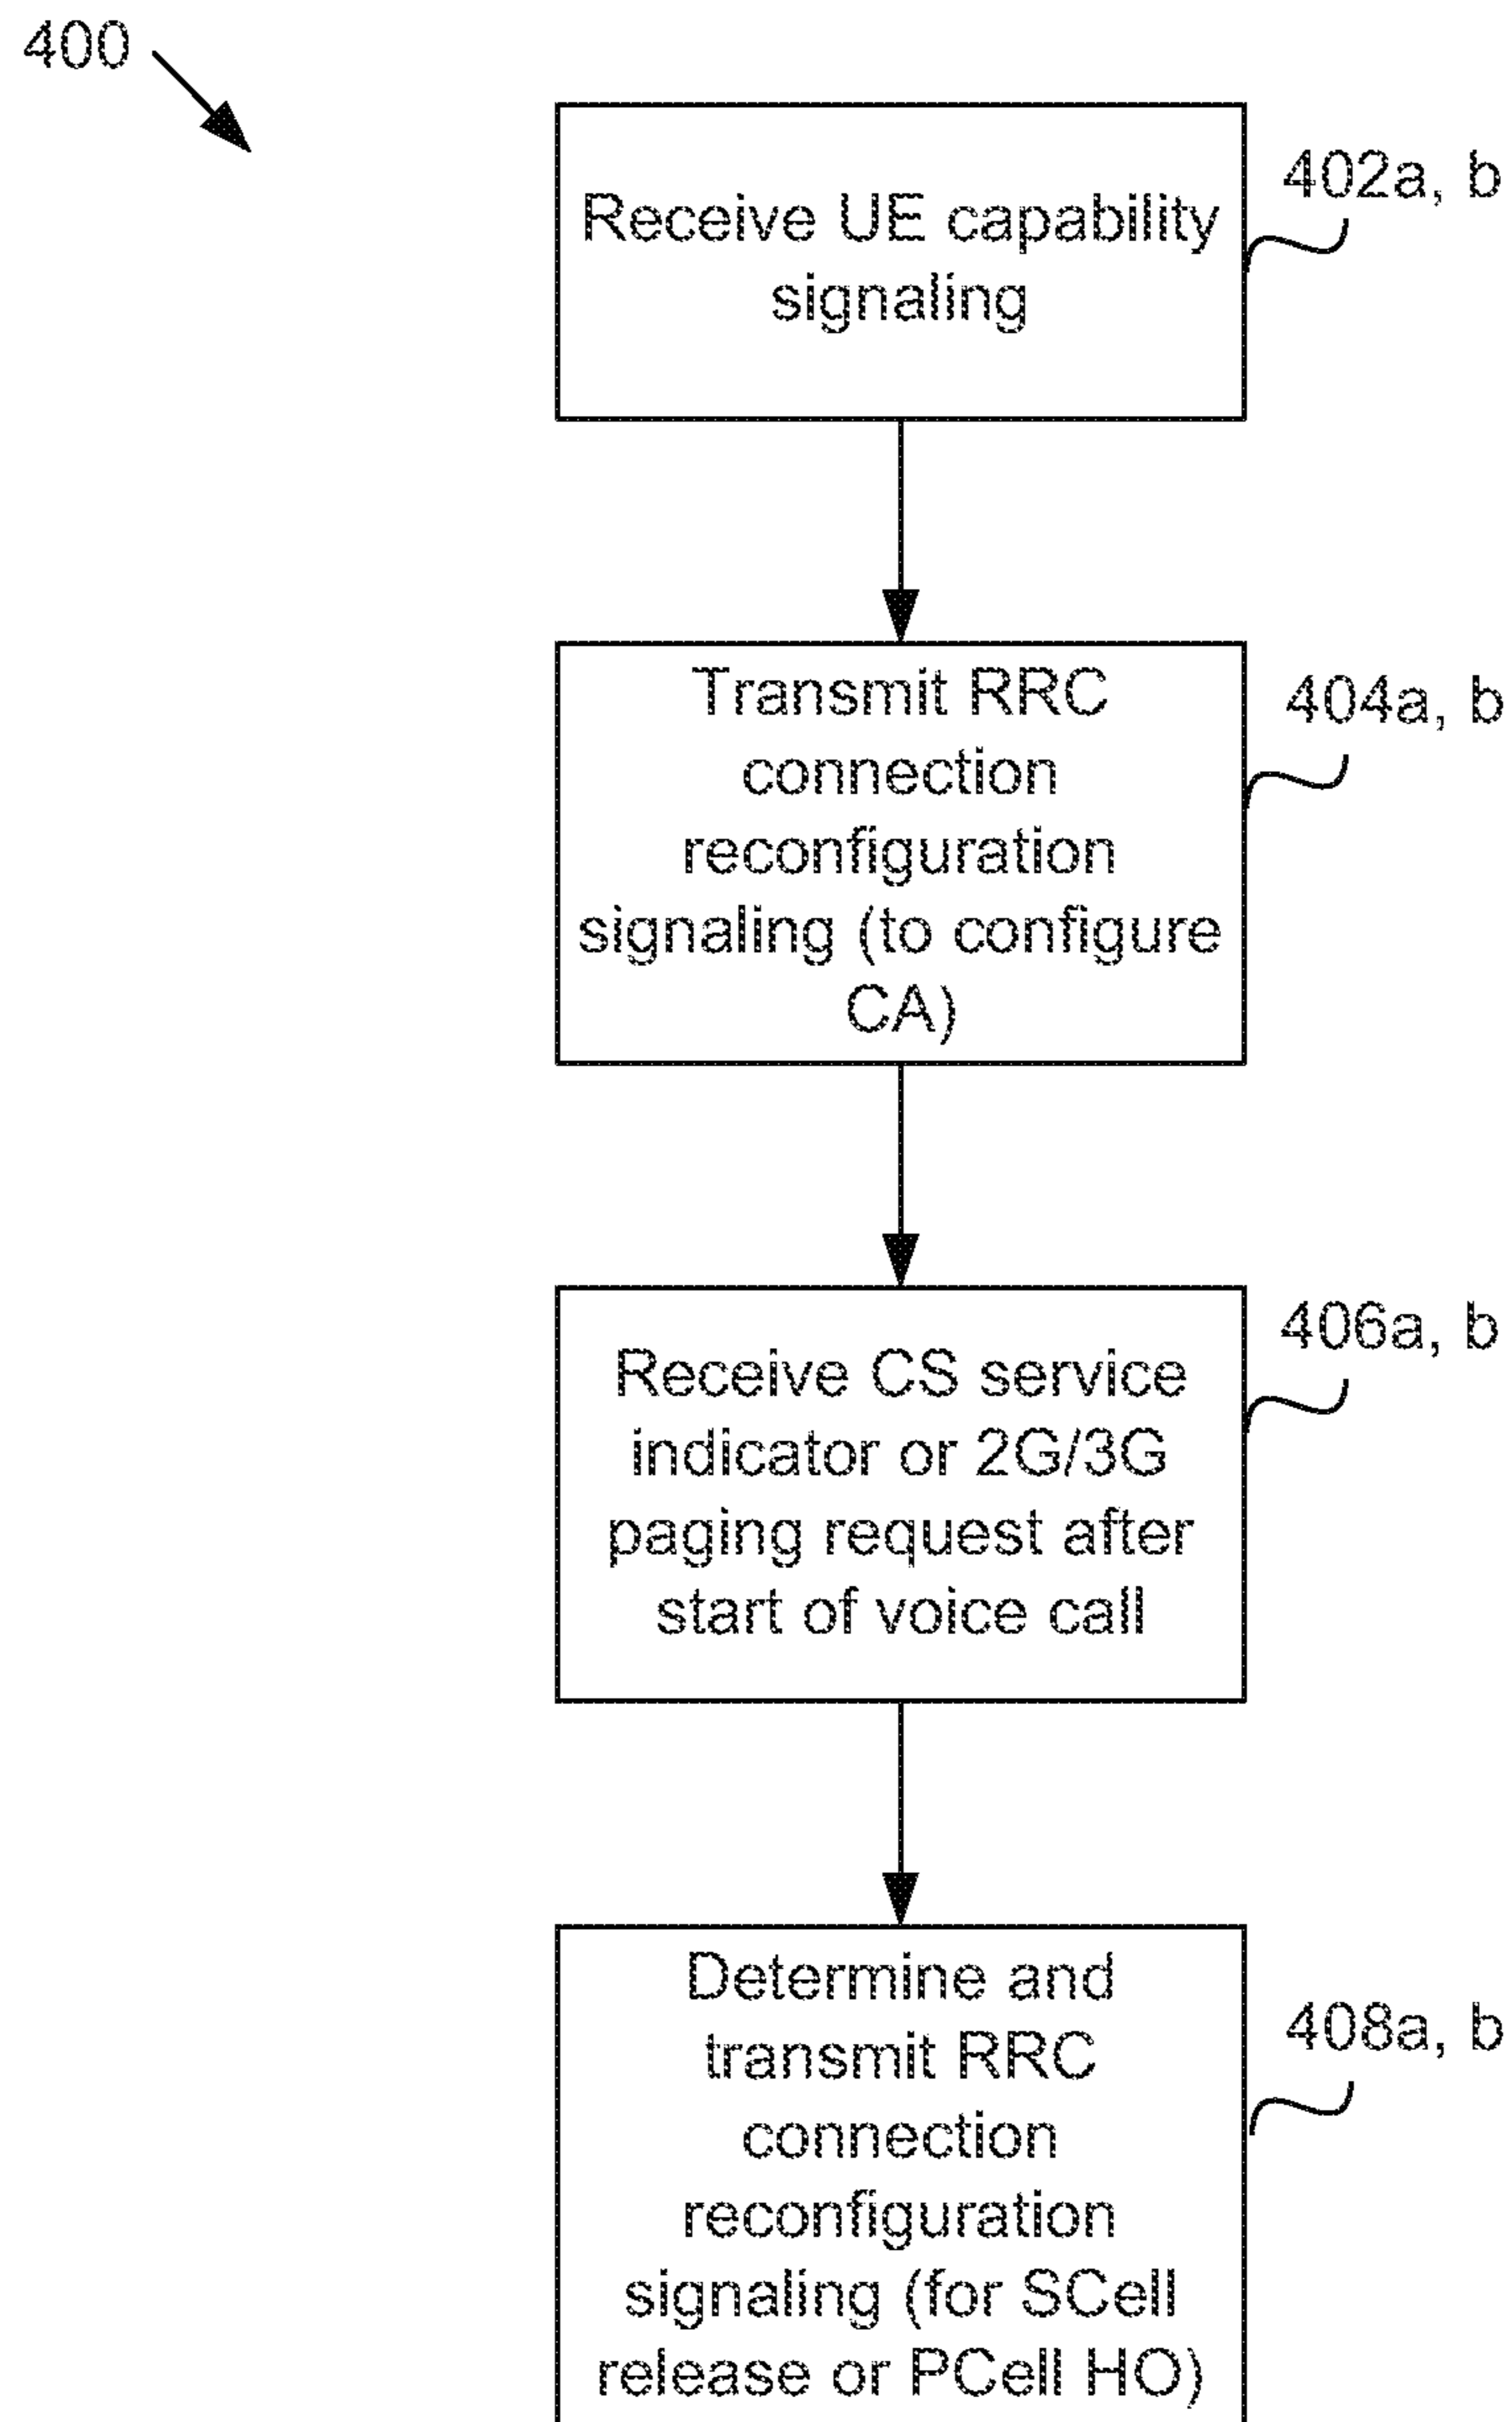 400
Receive UE capability
signaling
402a, b
Transmit RRC
connection
reconfiguration
signaling (to configure
CA)
404a, b
Receive CS service
indicator or 2G/3G
paging request after
start of voice call
406a, b
Determine and
transmit RRC
connection
reconfiguration
signaling (for SCell
release or PCell HO)
408a, b